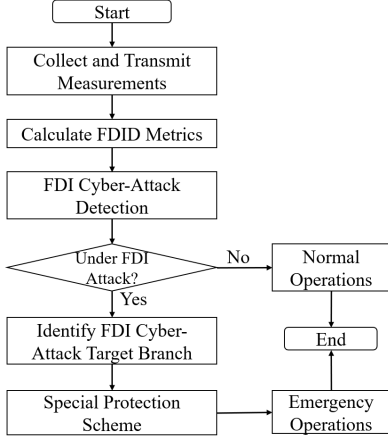 Start
Collect and Transmit
Measurements
Calculate FDID Metrics
FDI Cyber-Attack
Detection
Under FDI
Attack?
No
Normal
Operations
Yes
End
Identify FDI Cyber-
Attack Target Branch
Special Protection
Scheme
Emergency
Operations